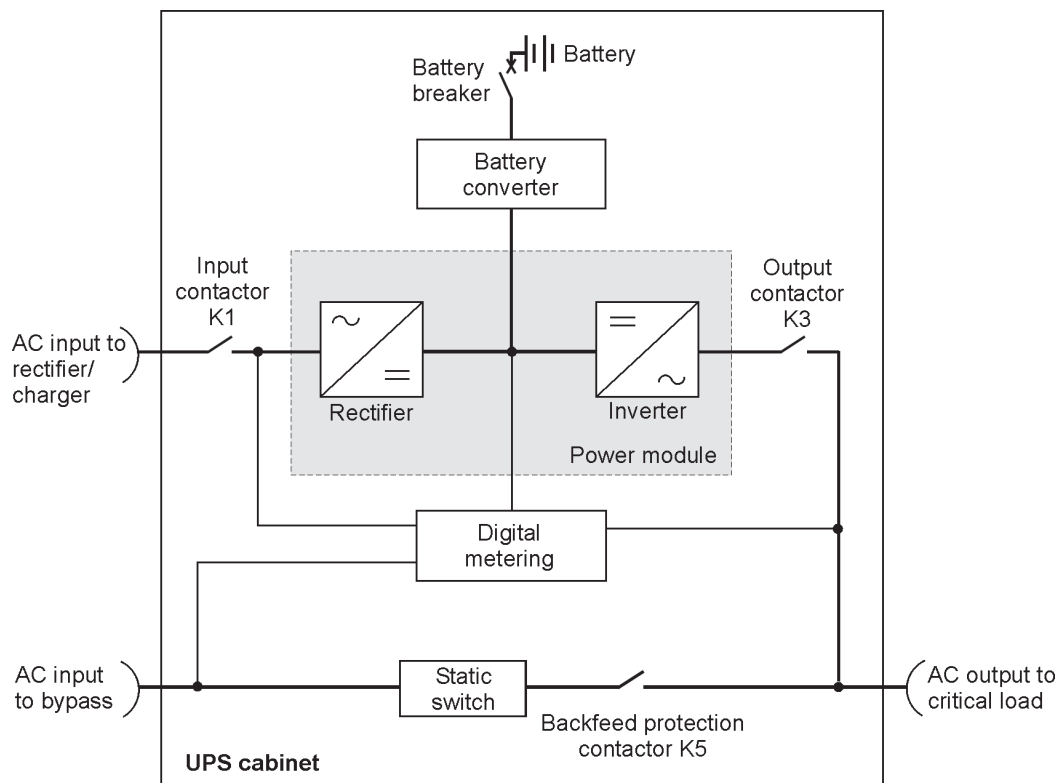 Battery
Battery
breaker
Battery
converter
Input
contactor
K1
Output
contactor
K3
AC input to
rectifier/
charger
Rectifier
Inverter
Power module
Digital
metering
AC input
to bypass
Static
switch
Backfeed protection
contactor K5
AC output to
critical load
UPS cabinet